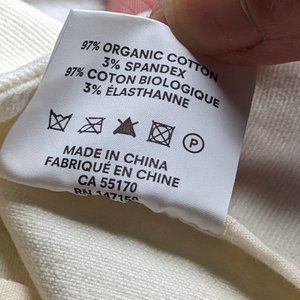 97% ORGANIC COTTON
3% SPANDEX
97% COTON BIOLOGIQUE
3% ÉLASTHANNE
P
MADE IN CHINA
FABRIQUÉ EN CHINE
CA 55170
RN 147150